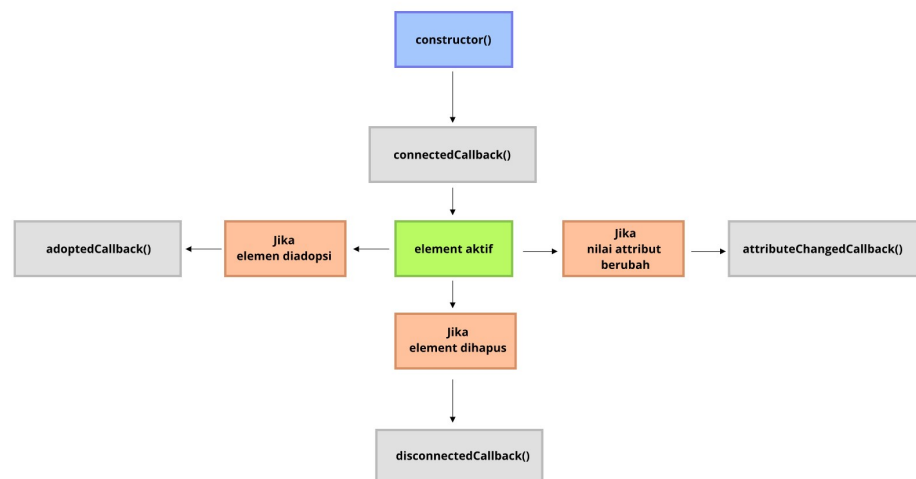 constructor()
connectedCallback()
adoptedCallback()
Jika
elemen diadopsi
element aktif
Jika
nilai attribut
berubah
attributeChangedCallback()
Jika
element dihapus
disconnectedCallback()